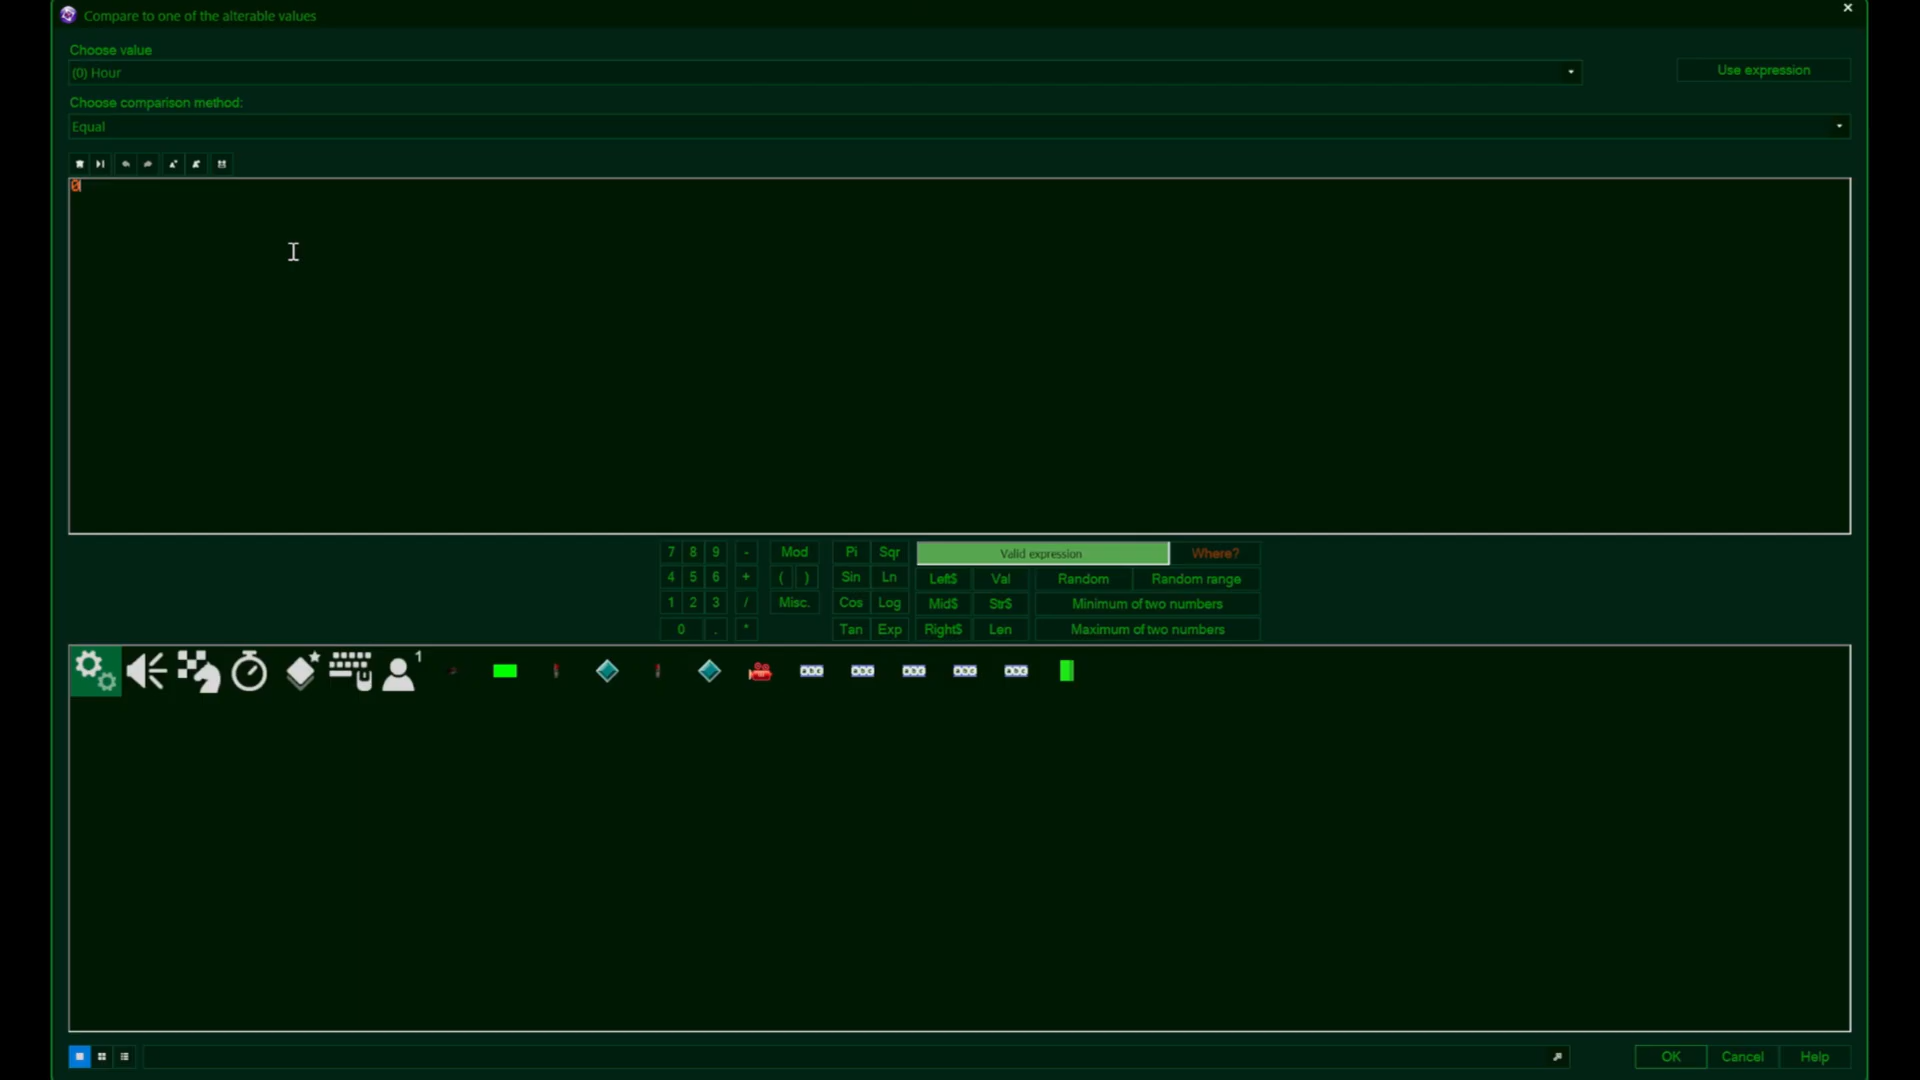 Compare to one of the alterable values
Choose value
(0) Hour
Use expression
Choose comparison method:
Equal
0
7 8 9 - Mod Pi Sqr Valid expression Where?
4 5 6 + ( ) Sin Ln Left$ Val Random Random range
1 2 3 / Misc. Cos Log Mid$ Str$ Minimum of two numbers
0 . * Tan Exp Right$ Len Maximum of two numbers
1
OK Cancel Help